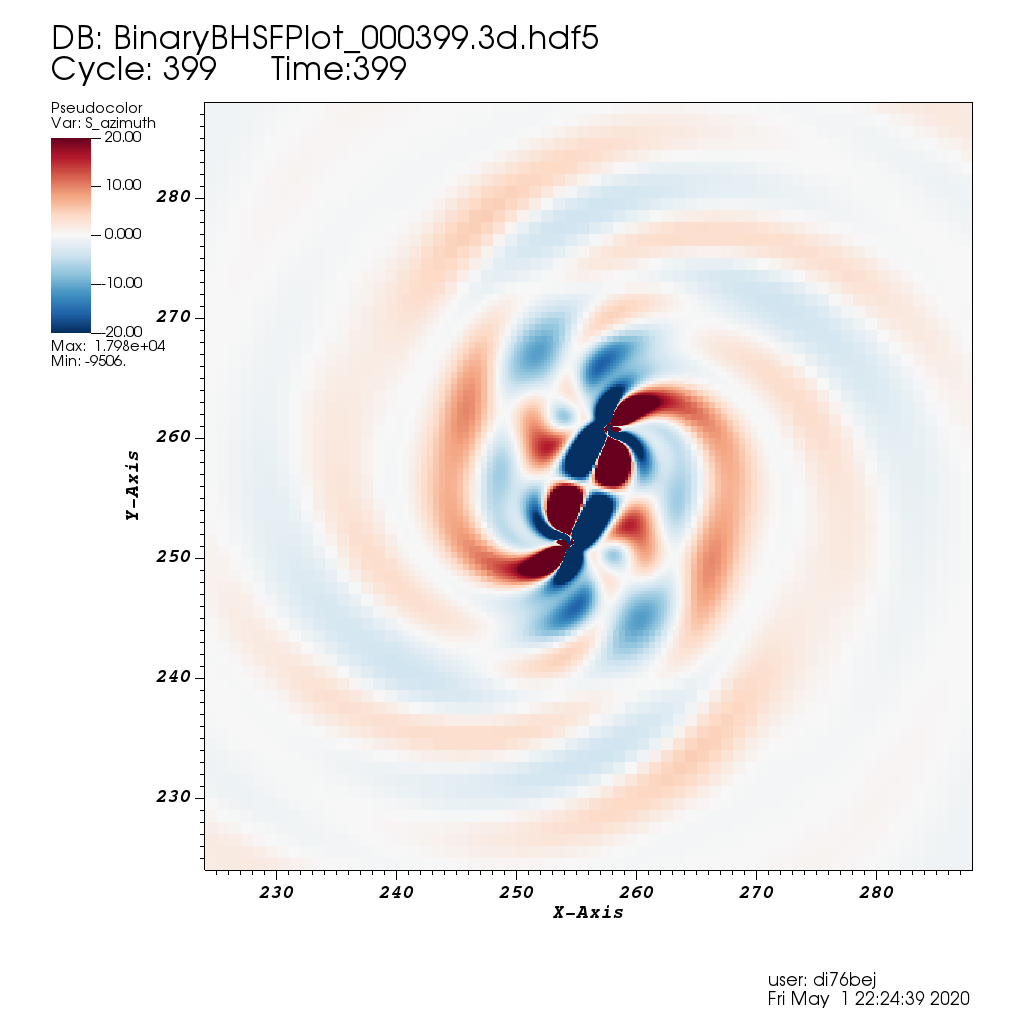 DB: BinaryBHSFPlot_000399.3d.hdf5
Cycle: 399 Time:399
Pseudocolor
Var: S_azimuth
20.00
10.00
0.000
-10.00
-20.00
Max: 1.798e+04
Min: -9506.
280
270
260
250
240
230
Y-Axis
230 240 250 260 270 280
X-Axis
user: di76bej
Fri May 1 22:24:39 2020